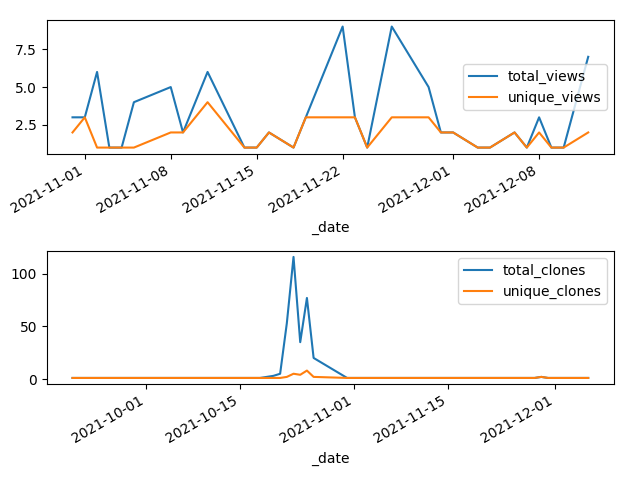 7.5
5.0
2.5
total_views
unique_views
2021-11-01
2021-11-08
2021-11-15
2021-11-22
2021-12-01
2021-12-08
_date
100
50
0
total_clones
unique_clones
2021-10-01
2021-10-15
2021-11-01
2021-11-15
2021-12-01
_date